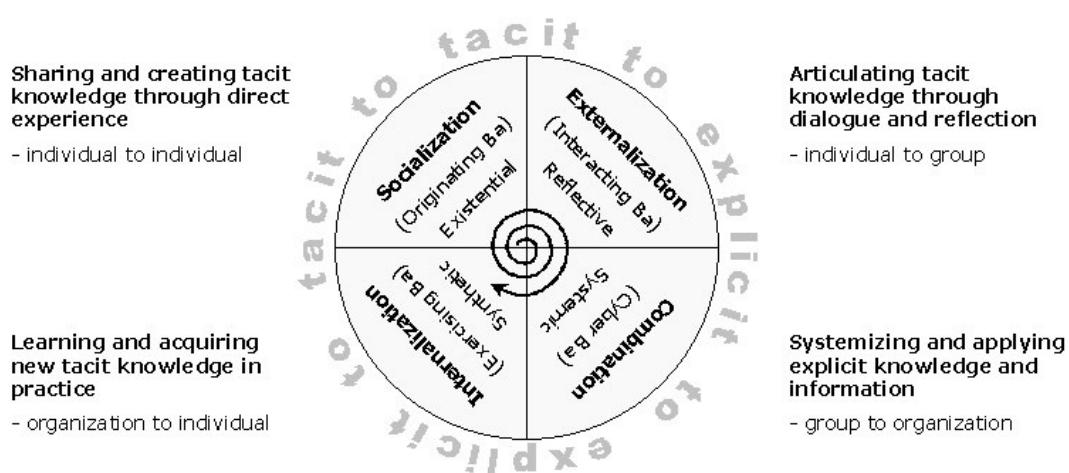 tacit to tacit to explicit to explicit to
Sharing and creating tacit
knowledge through direct
experience
- individual to individual
Articulating tacit
knowledge through
dialogue and reflection
- individual to group
Socialization
(Originating Ba)
Existential
Externalization
(Interacting Ba)
Reflective
Internalization
(Exercising Ba)
Synthetic
Combination
(Cyber Ba)
Systemic
Learning and acquiring
new tacit knowledge in
practice
- organization to individual
Systemizing and applying
explicit knowledge and
information
- group to organization